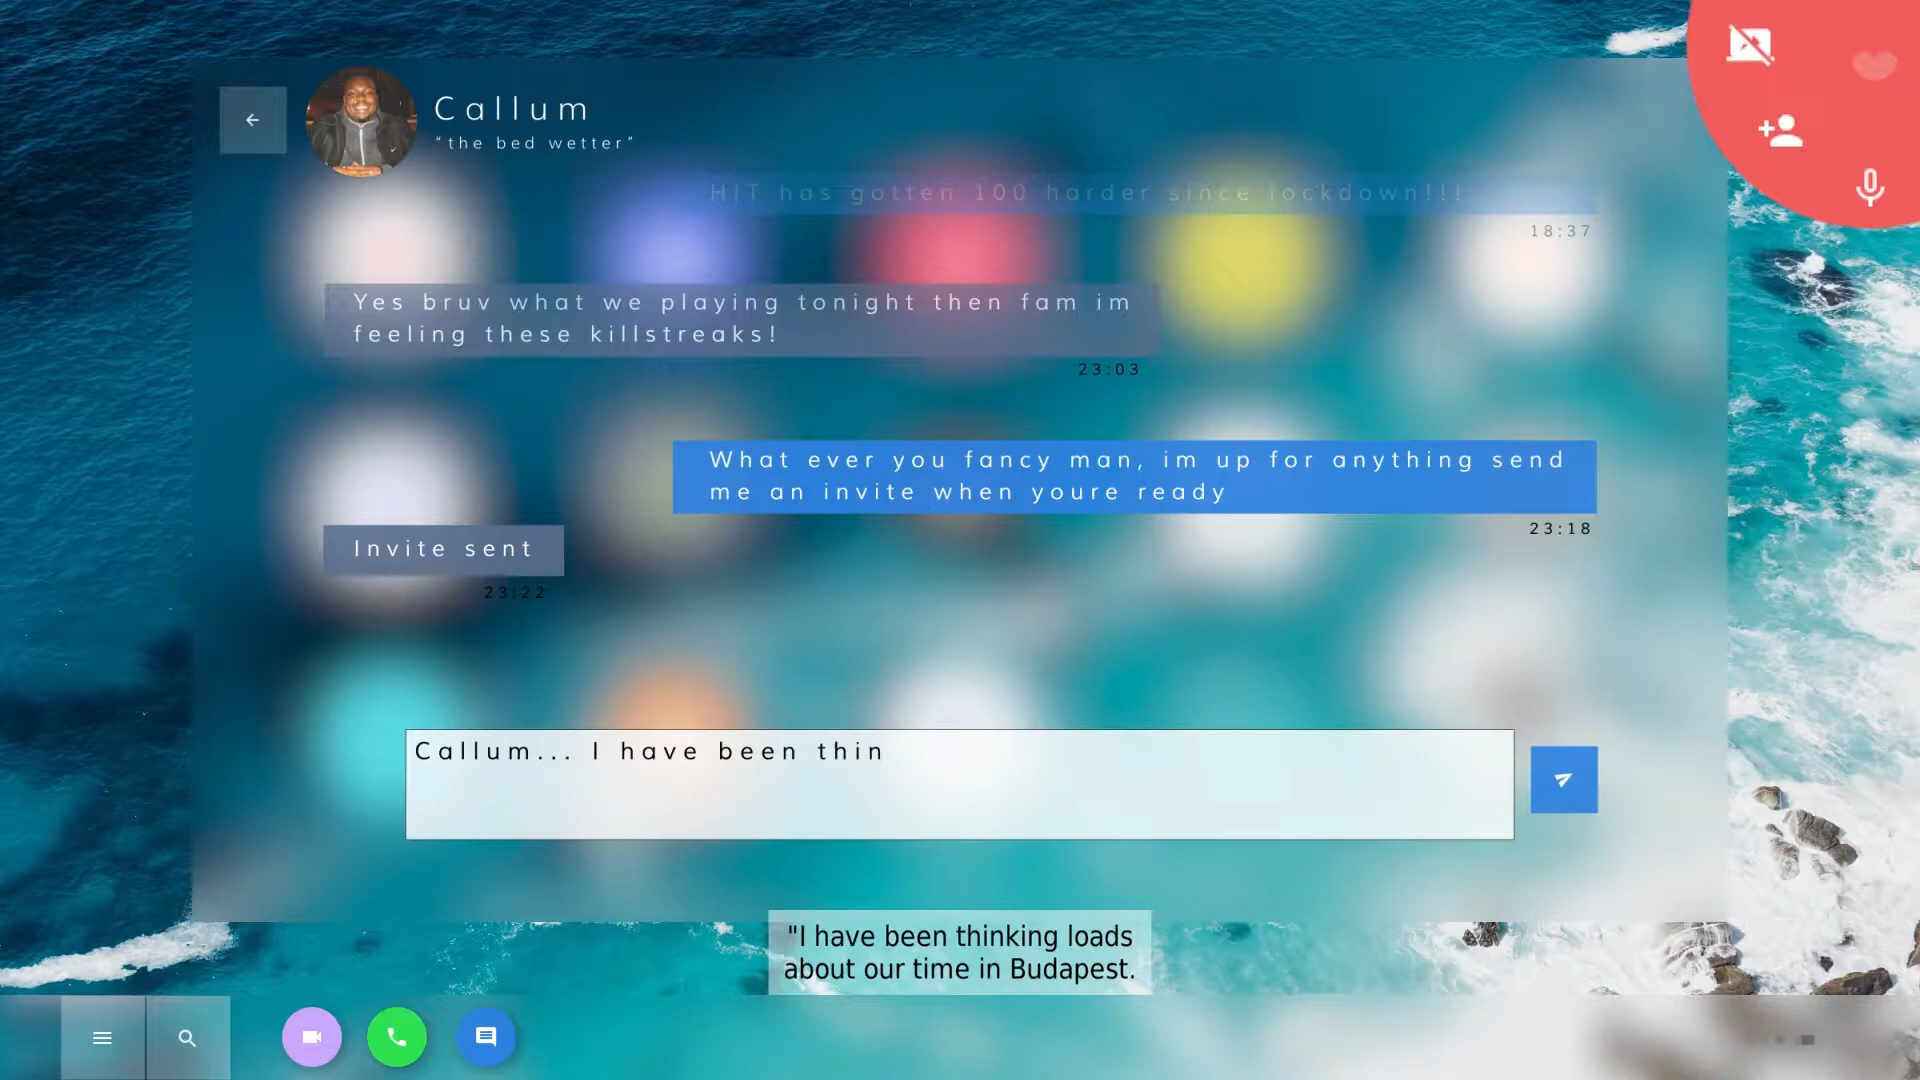 Callum
"the bed wetter"
HIT has gotten 100 harder since lockdown!!!
18:37
Yes bruv what we playing tonight then fam im
feeling these killstreaks!
23:03
What ever you fancy man, im up for anything send
me an invite when youre ready
23:18
Invite sent
23:22
Callum... I have been thin
"I have been thinking loads
about our time in Budapest.